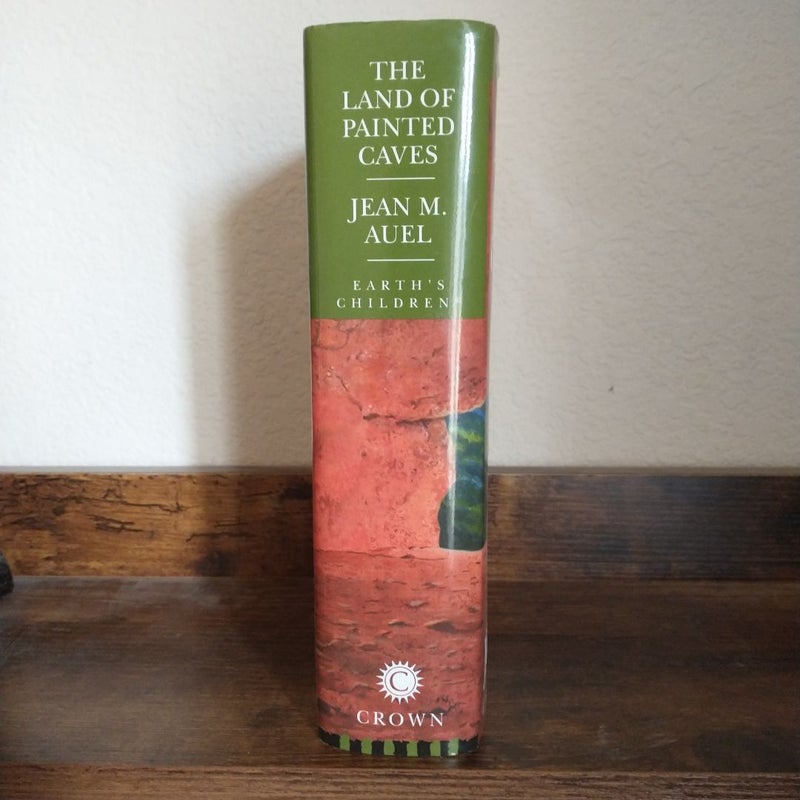 THE
LAND OF
PAINTED
CAVES
JEAN M.
AUEL
EARTH'S
CHILDREN®
C
CROWN